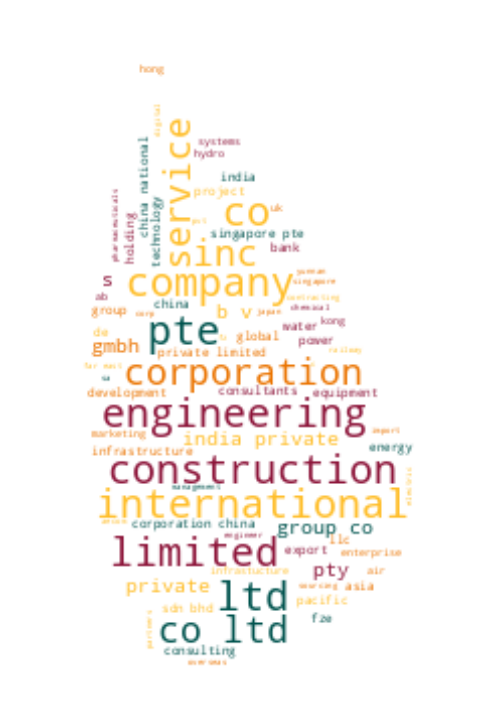 hong
digital
service
systems
hydro
china national
india
pharmaceuticals
holding
technology
project
co
uk
pvt
singapore pte
sinc
bank
s
company
yunnan
singapore
ab
china
contracting
chemical
group
corp
b v
japan
pte
water
kong
de
gmbh
global
power
private limited
railway
far east
sa
corporation
development
consultants
equipment
engineering
marketing
india private
import
infrastructure
energy
construction
management
electric
international
corporation china
group co
engineer
llc
limited
export
enterprise
infrastucture
pty
air
private
ltd
sourcing
asia
pacific
sdn bhd
fze
partners
co ltd
consulting
overseas